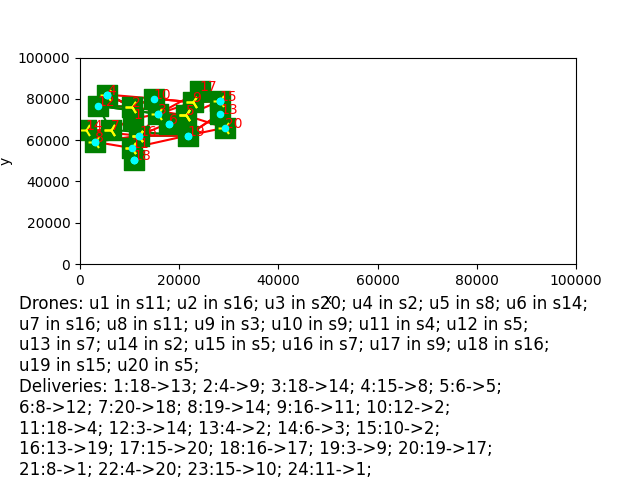 100000
80000
60000
40000
20000
0
y
17
20
0 20000 40000 60000 80000 100000
x
Drones: u1 in s11; u2 in s16; u3 in s20; u4 in s2; u5 in s8; u6 in s14;
u7 in s16; u8 in s11; u9 in s3; u10 in s9; u11 in s4; u12 in s5;
u13 in s7; u14 in s2; u15 in s5; u16 in s7; u17 in s9; u18 in s16;
u19 in s15; u20 in s5;
Deliveries: 1:18->13; 2:4->9; 3:18->14; 4:15->8; 5:6->5;
6:8->12; 7:20->18; 8:19->14; 9:16->11; 10:12->2;
11:18->4; 12:3->14; 13:4->2; 14:6->3; 15:10->2;
16:13->19; 17:15->20; 18:16->17; 19:3->9; 20:19->17;
21:8->1; 22:4->20; 23:15->10; 24:11->1;